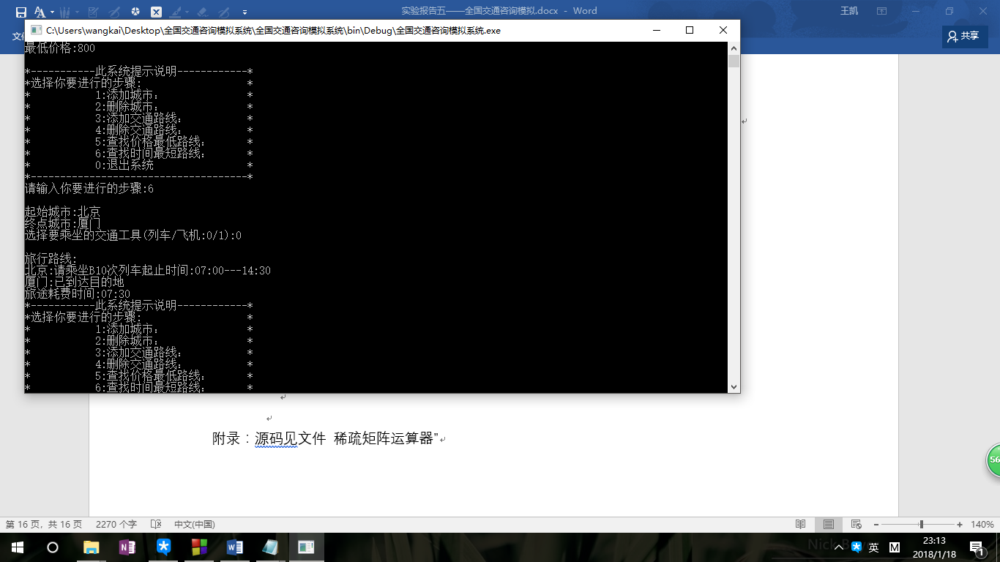 实验报告五——全国交通咨询模拟.docx - Word
王凯
C:\Users\wangkai\Desktop\全国交通咨询模拟系统\全国交通咨询模拟系统\bin\Debug\全国交通咨询模拟系统.exe
共享
最低价格:800
*-----------此系统提示说明------------*
*选择你要进行的步骤: *
* 1:添加城市: *
* 2:删除城市: *
* 3:添加交通路线: *
* 4:删除交通路线: *
* 5:查找价格最低路线: *
* 6:查找时间最短路线: *
* 0:退出系统 *
*-------------------------------------*
请输入你要进行的步骤:6
起始城市:北京
终点城市:厦门
选择要乘坐的交通工具(列车/飞机:0/1):0
旅行路线:
北京:请乘坐B10次列车起止时间:07:00---14:30
厦门:已到达目的地
旅途耗费时间:07:30
*-----------此系统提示说明------------*
*选择你要进行的步骤: *
* 1:添加城市: *
* 2:删除城市: *
* 3:添加交通路线: *
* 4:删除交通路线: *
* 5:查找价格最低路线: *
* 6:查找时间最短路线: *
附录:源码见文件 稀疏矩阵运算器”
56
第 16 页,共 16 页 2270 个字 中文(中国) 140%
英 M
23:13
2018/1/18
1